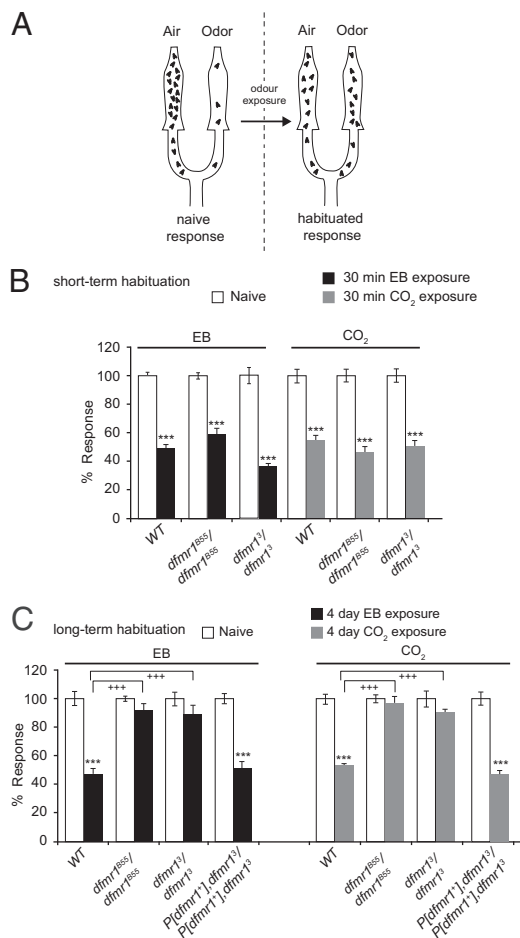 A
Air Odor Air Odor
odour
exposure
naive
response
habituated
response
B
short-term habituation
Naive
30 min EB exposure
30 min CO₂ exposure
EB CO₂
120
100
80
60
40
20
0
% Response
*** *** *** *** *** ***
WT
dfmr1ᴮ⁵⁵/
dfmr1ᴮ⁵⁵
dfmr1³/
dfmr1³
WT
dfmr1ᴮ⁵⁵/
dfmr1ᴮ⁵⁵
dfmr1³/
dfmr1³
C
long-term habituation
Naive
4 day EB exposure
4 day CO₂ exposure
EB CO₂
120
100
80
60
40
20
0
% Response
+++ +++
+++ +++
*** *** *** ***
WT
dfmr1ᴮ⁵⁵/
dfmr1ᴮ⁵⁵
dfmr1³/
dfmr1³
P[dfmr1⁺],dfmr1³/
P[dfmr1⁺],dfmr1³
WT
dfmr1ᴮ⁵⁵/
dfmr1ᴮ⁵⁵
dfmr1³/
dfmr1³
P[dfmr1⁺],dfmr1³/
P[dfmr1⁺],dfmr1³